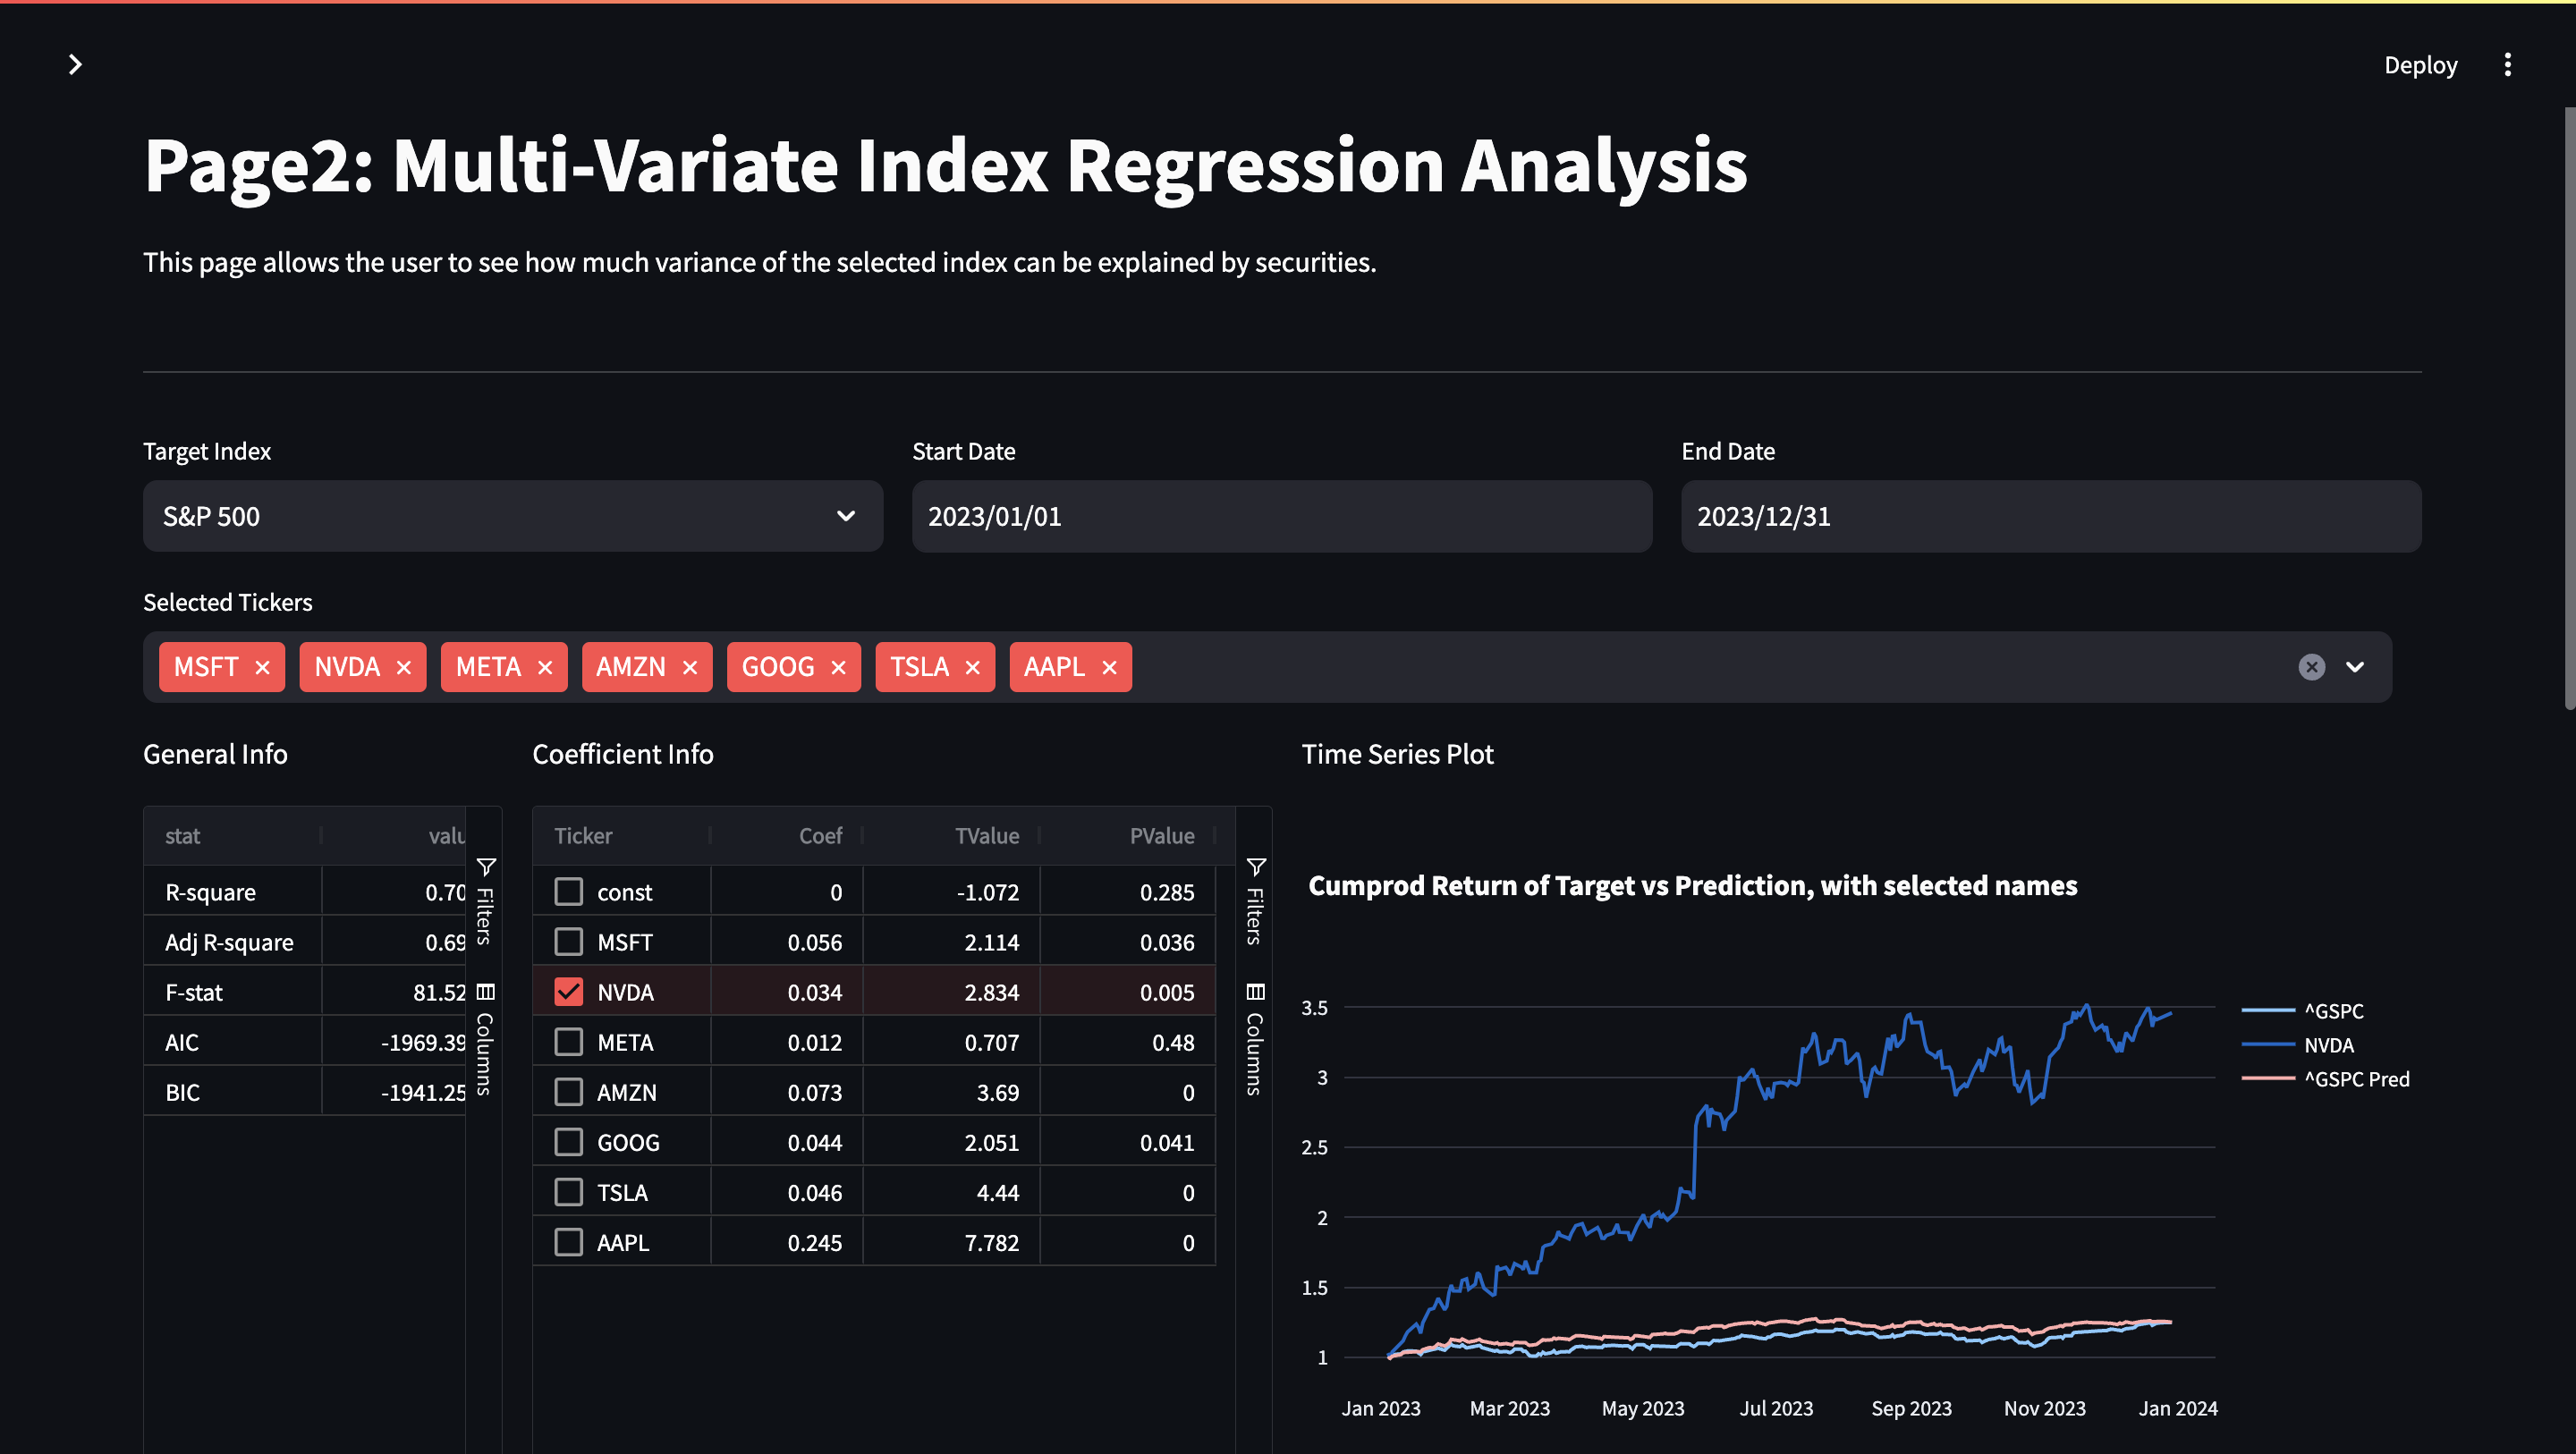 Deploy
Page2: Multi-Variate Index Regression Analysis
This page allows the user to see how much variance of the selected index can be explained by securities.
Target Index
Start Date
End Date
S&P 500
2023/01/01
2023/12/31
Selected Tickers
MSFT NVDA META AMZN GOOG TSLA AAPL
General Info
stat valu
R-square 0.70
Adj R-square 0.69
F-stat 81.52
AIC -1969.39
BIC -1941.25
Filters
Columns
Coefficient Info
Ticker Coef TValue PValue
const 0 -1.072 0.285
MSFT 0.056 2.114 0.036
NVDA 0.034 2.834 0.005
META 0.012 0.707 0.48
AMZN 0.073 3.69 0
GOOG 0.044 2.051 0.041
TSLA 0.046 4.44 0
AAPL 0.245 7.782 0
Filters
Columns
Time Series Plot
Cumprod Return of Target vs Prediction, with selected names
3.5
3
2.5
2
1.5
1
Jan 2023 Mar 2023 May 2023 Jul 2023 Sep 2023 Nov 2023 Jan 2024
^GSPC
NVDA
^GSPC Pred